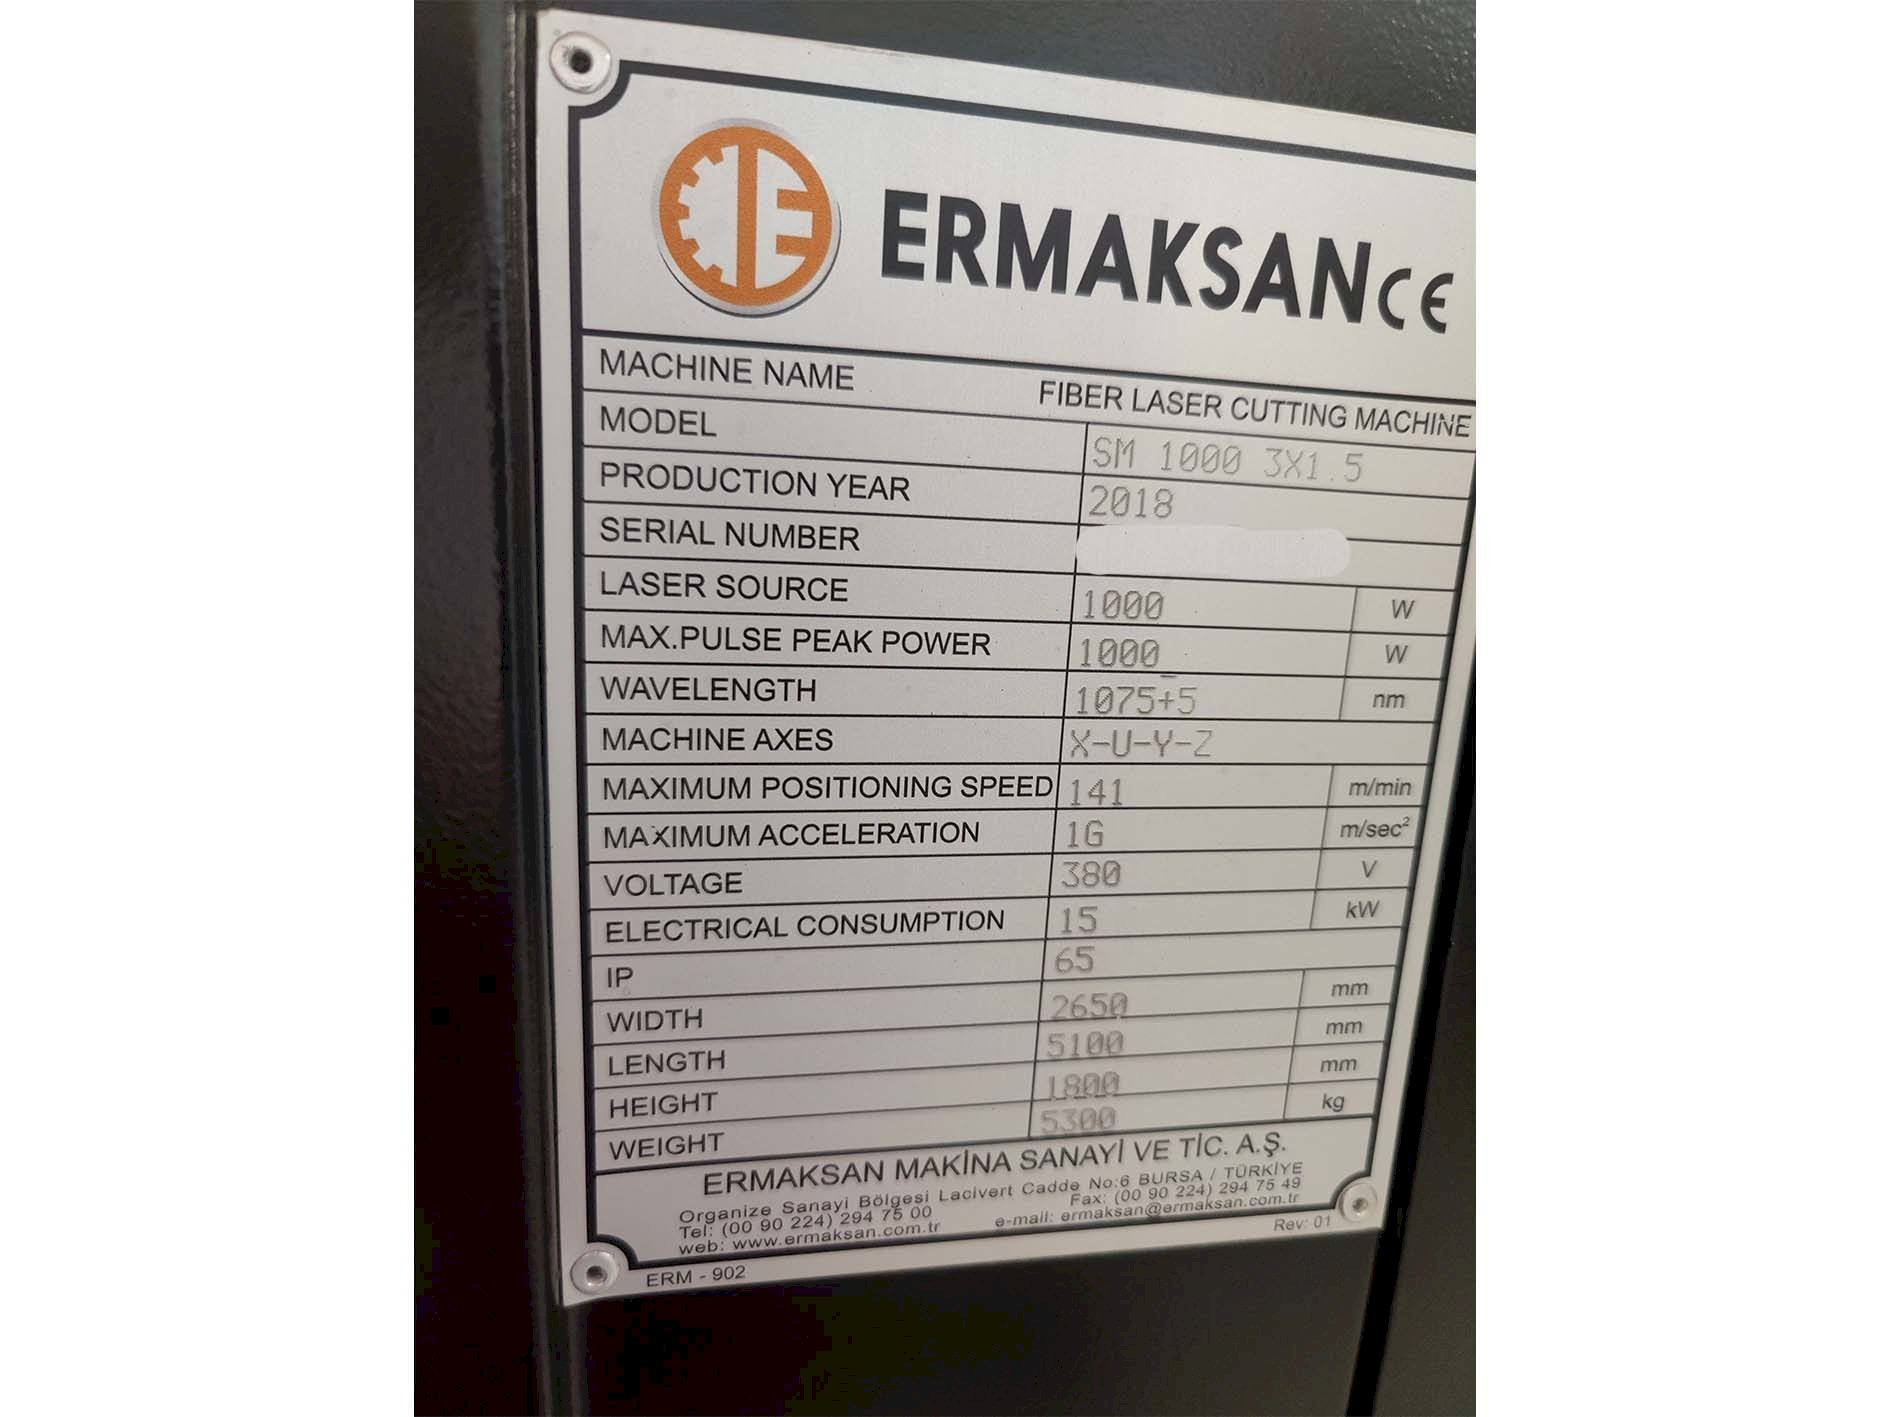 ERMAKSAN CE
MACHINE NAME FIBER LASER CUTTING MACHINE
MODEL SM 1000 3X1.5
PRODUCTION YEAR 2018
SERIAL NUMBER
LASER SOURCE 1000 W
MAX.PULSE PEAK POWER 1000 W
WAVELENGTH 1075+5 nm
MACHINE AXES X-U-Y-Z
MAXIMUM POSITIONING SPEED 141 m/min
MAXIMUM ACCELERATION 1G m/sec²
VOLTAGE 380 V
ELECTRICAL CONSUMPTION 15 kW
IP 65
WIDTH 2650 mm
LENGTH 5100 mm
HEIGHT 1800 mm
WEIGHT 5300 kg
ERMAKSAN MAKİNA SANAYİ VE TİC. A.Ş.
Organize Sanayi Bölgesi Lacivert Cadde No:6 BURSA / TÜRKİYE
Tel: (00 90 224) 294 75 00 Fax: (00 90 224) 294 75 49
web: www.ermaksan.com.tr e-mail: ermaksan@ermaksan.com.tr
Rev: 01
ERM - 902